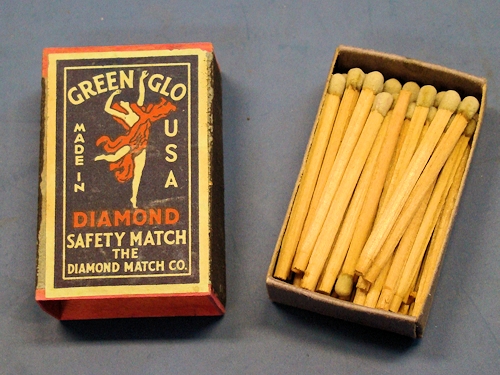 GREEN GLO
MADE IN
USA
DIAMOND
SAFETY MATCH
THE
DIAMOND MATCH CO.